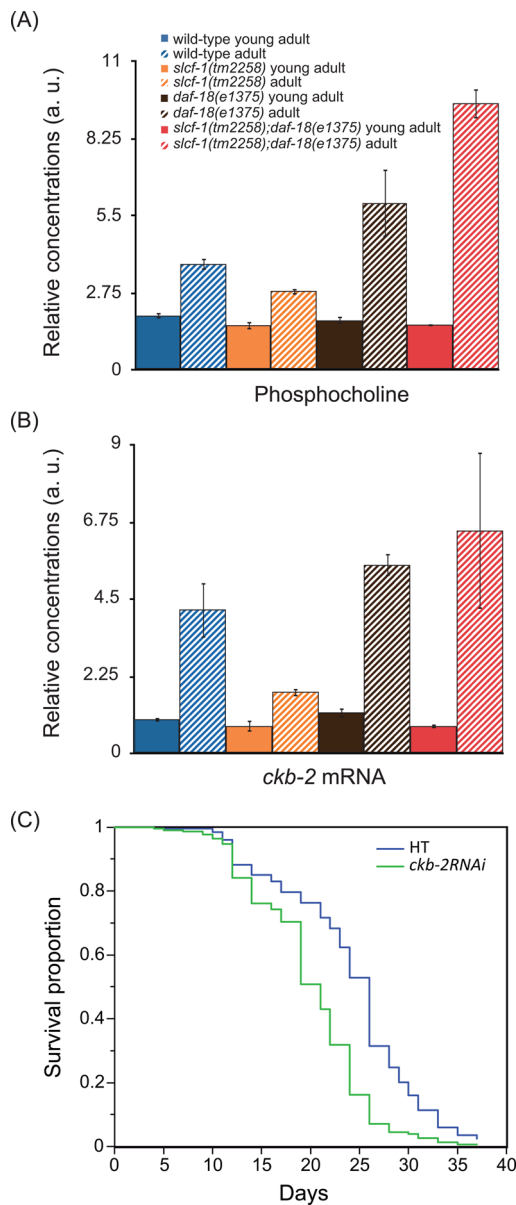 (A)
wild-type young adult
wild-type adult
slcf-1(tm2258) young adult
slcf-1(tm2258) adult
daf-18(e1375) young adult
daf-18(e1375) adult
slcf-1(tm2258);daf-18(e1375) young adult
slcf-1(tm2258);daf-18(e1375) adult
Relative concentrations (a. u.)
11
8.25
5.5
2.75
0
Phosphocholine
(B)
Relative concentrations (a. u.)
9
6.75
4.5
2.25
0
ckb-2 mRNA
(C)
HT
ckb-2RNAi
Survival proportion
1
0.8
0.6
0.4
0.2
0
0 5 10 15 20 25 30 35 40
Days